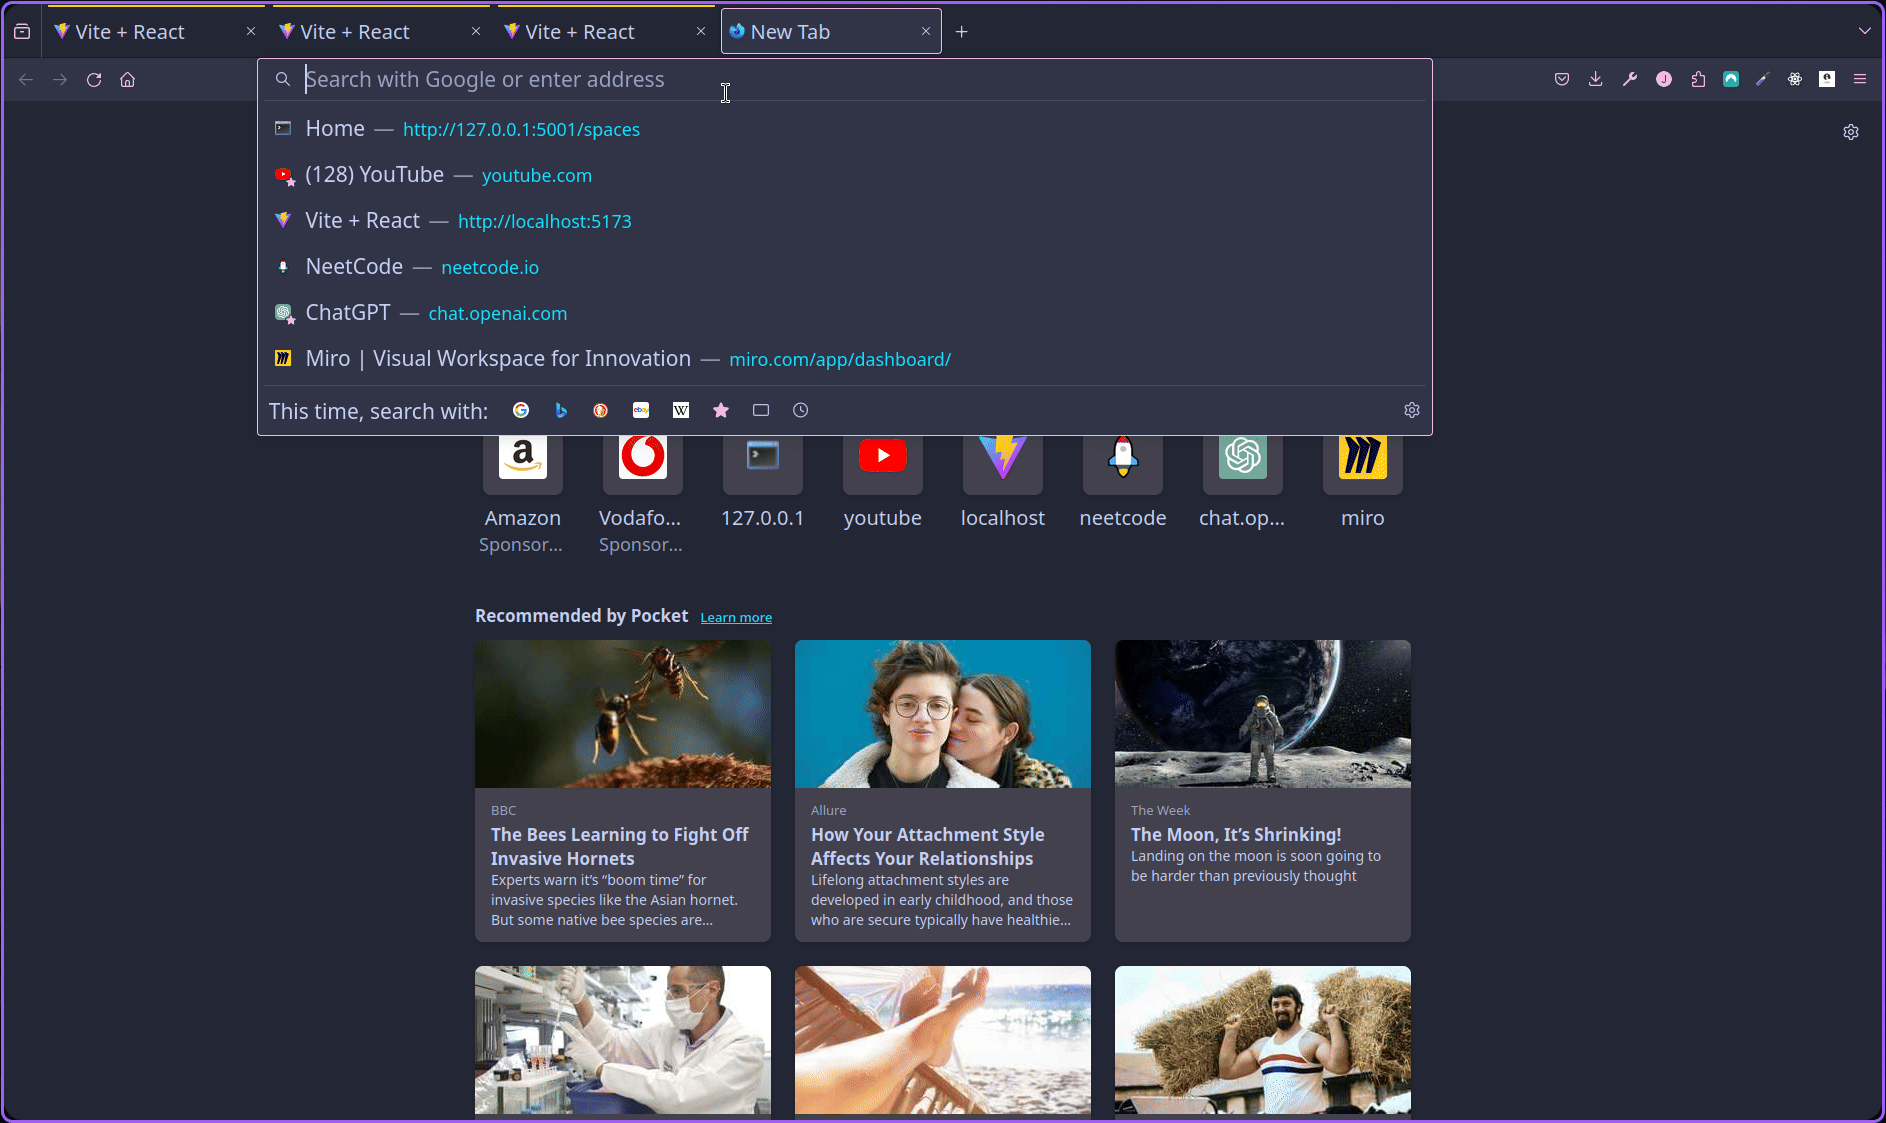 Vite + React
Vite + React
Vite + React
New Tab
Search with Google or enter address
Home — http://127.0.0.1:5001/spaces
(128) YouTube — youtube.com
Vite + React — http://localhost:5173
NeetCode — neetcode.io
ChatGPT — chat.openai.com
Miro | Visual Workspace for Innovation — miro.com/app/dashboard/
This time, search with:
Amazon
Sponsor...
Vodafo...
Sponsor...
127.0.0.1
youtube
localhost
neetcode
chat.op...
miro
Recommended by Pocket Learn more
BBC
The Bees Learning to Fight Off
Invasive Hornets
Experts warn it’s “boom time” for
invasive species like the Asian hornet.
But some native bee species are...
Allure
How Your Attachment Style
Affects Your Relationships
Lifelong attachment styles are
developed in early childhood, and those
who are secure typically have healthie...
The Week
The Moon, It’s Shrinking!
Landing on the moon is soon going to
be harder than previously thought